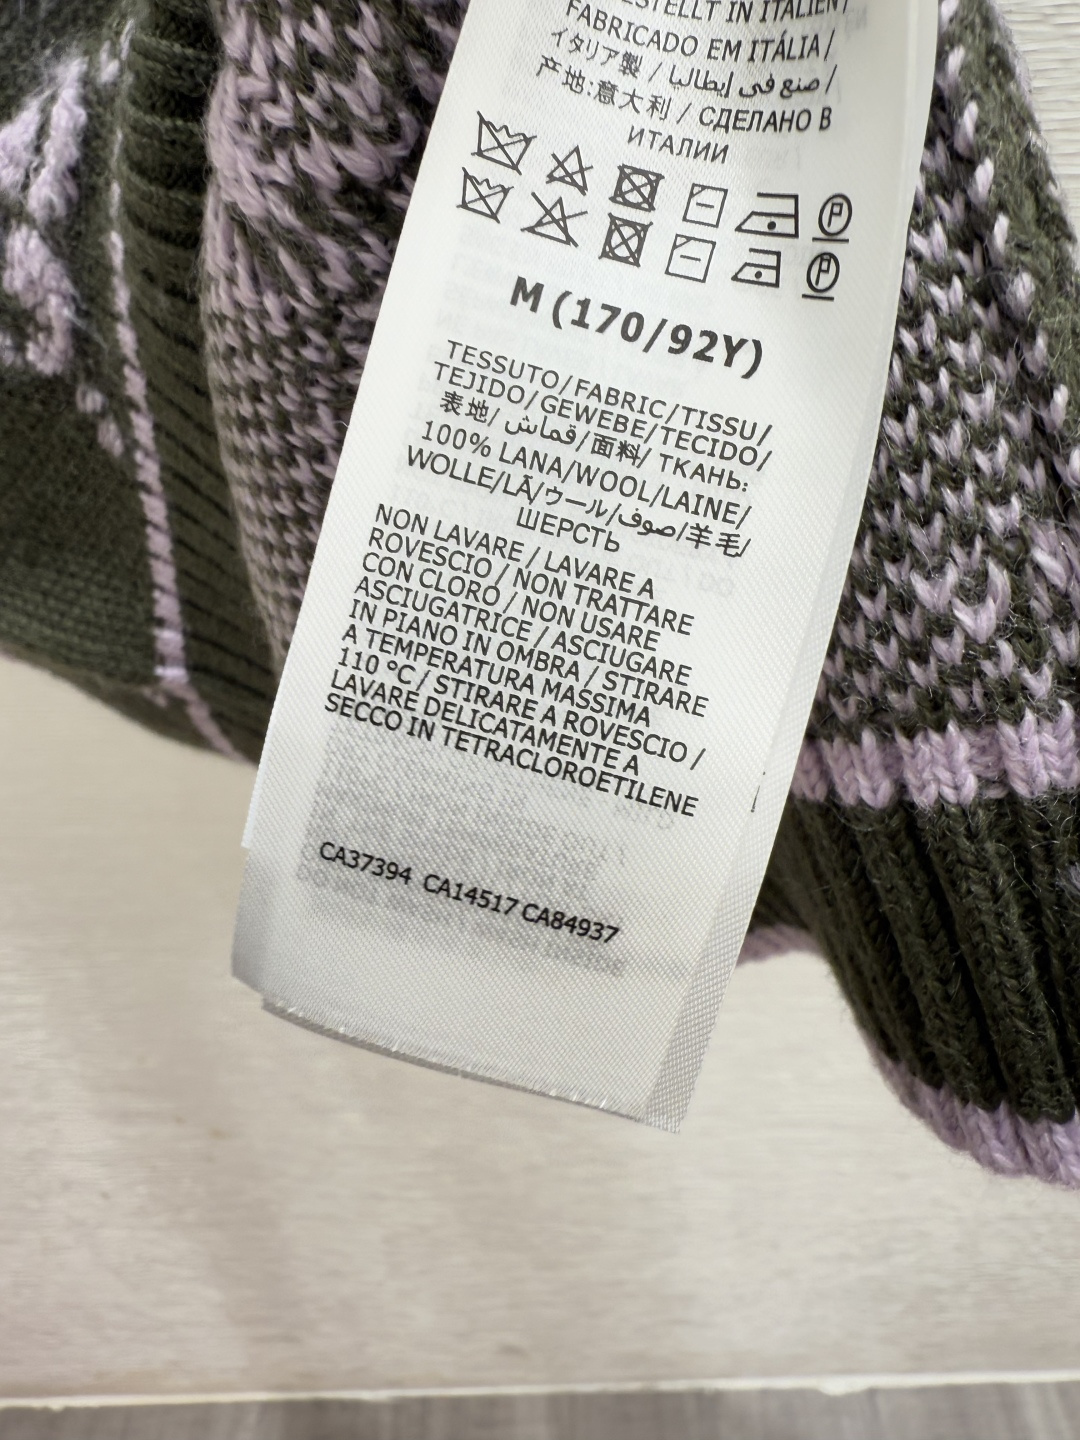 IN ITALIEN /
FABRICADO EM ITÁLIA /
イタリア製 / صنع في إيطاليا /
产地:意大利 / СДЕЛАНО В
ИТАЛИИ
M (170/92Y)
TESSUTO/FABRIC/TISSU/
TEJIDO/GEWEBE/TECIDO/
表地/ قماش/面料/ ТКАНЬ:
100% LANA/WOOL/LAINE/
WOLLE/LÃ/ウール/صوف/羊毛/
ШЕРСТЬ
NON LAVARE / LAVARE A
ROVESCIO / NON TRATTARE
CON CLORO / NON USARE
ASCIUGATRICE / ASCIUGARE
IN PIANO IN OMBRA / STIRARE
A TEMPERATURA MASSIMA
110 °C / STIRARE A ROVESCIO /
LAVARE DELICATAMENTE A
SECCO IN TETRACLOROETILENE
CA37394 CA14517 CA84937